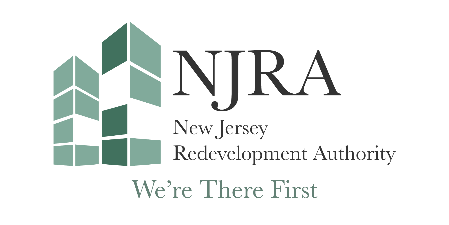 NJRA
New Jersey
Redevelopment Authority
We're There First